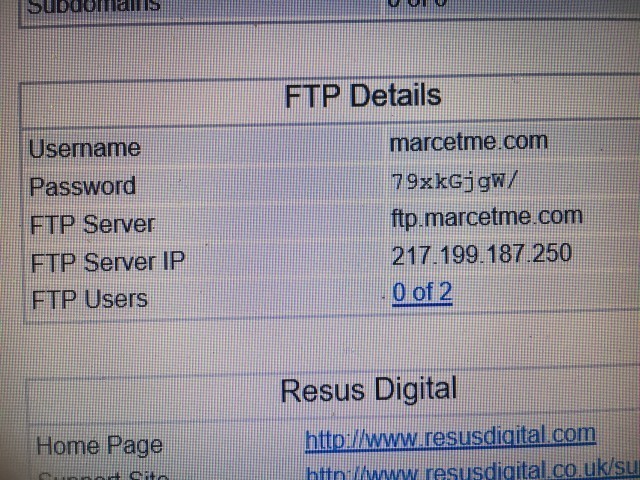 Subdomains 0 of 0
FTP Details
Username marcetme.com
Password 79xkGjgW/
FTP Server ftp.marcetme.com
FTP Server IP 217.199.187.250
FTP Users 0 of 2
Resus Digital
Home Page http://www.resusdigital.com
Support Site http://www.resusdigital.co.uk/su